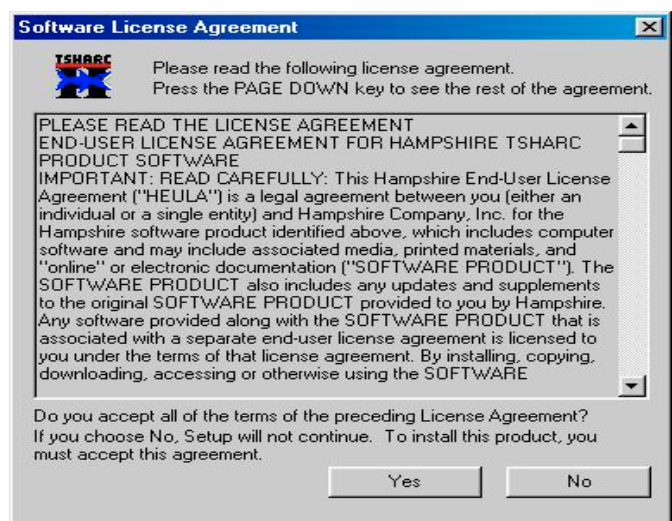 Software License Agreement
TSHARC
Please read the following license agreement.
Press the PAGE DOWN key to see the rest of the agreement.
PLEASE READ THE LICENSE AGREEMENT
END-USER LICENSE AGREEMENT FOR HAMPSHIRE TSHARC
PRODUCT SOFTWARE
IMPORTANT: READ CAREFULLY: This Hampshire End-User License
Agreement ("HEULA") is a legal agreement between you (either an
individual or a single entity) and Hampshire Company, Inc. for the
Hampshire software product identified above, which includes computer
software and may include associated media, printed materials, and
"online" or electronic documentation ("SOFTWARE PRODUCT"). The
SOFTWARE PRODUCT also includes any updates and supplements
to the original SOFTWARE PRODUCT provided to you by Hampshire.
Any software provided along with the SOFTWARE PRODUCT that is
associated with a separate end-user license agreement is licensed to
you under the terms of that license agreement. By installing, copying,
downloading, accessing or otherwise using the SOFTWARE
Do you accept all of the terms of the preceding License Agreement?
If you choose No, Setup will not continue. To install this product, you
must accept this agreement.
Yes
No